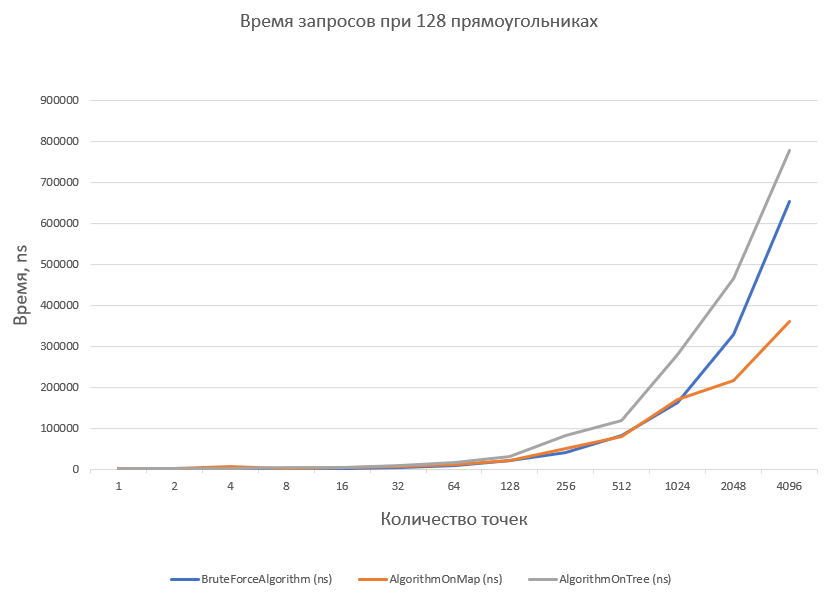 Время запросов при 128 прямоугольниках
900000
800000
700000
600000
500000
400000
300000
200000
100000
0
Время, ns
1 2 4 8 16 32 64 128 256 512 1024 2048 4096
Количество точек
BruteForceAlgorithm (ns) AlgorithmOnMap (ns) AlgorithmOnTree (ns)